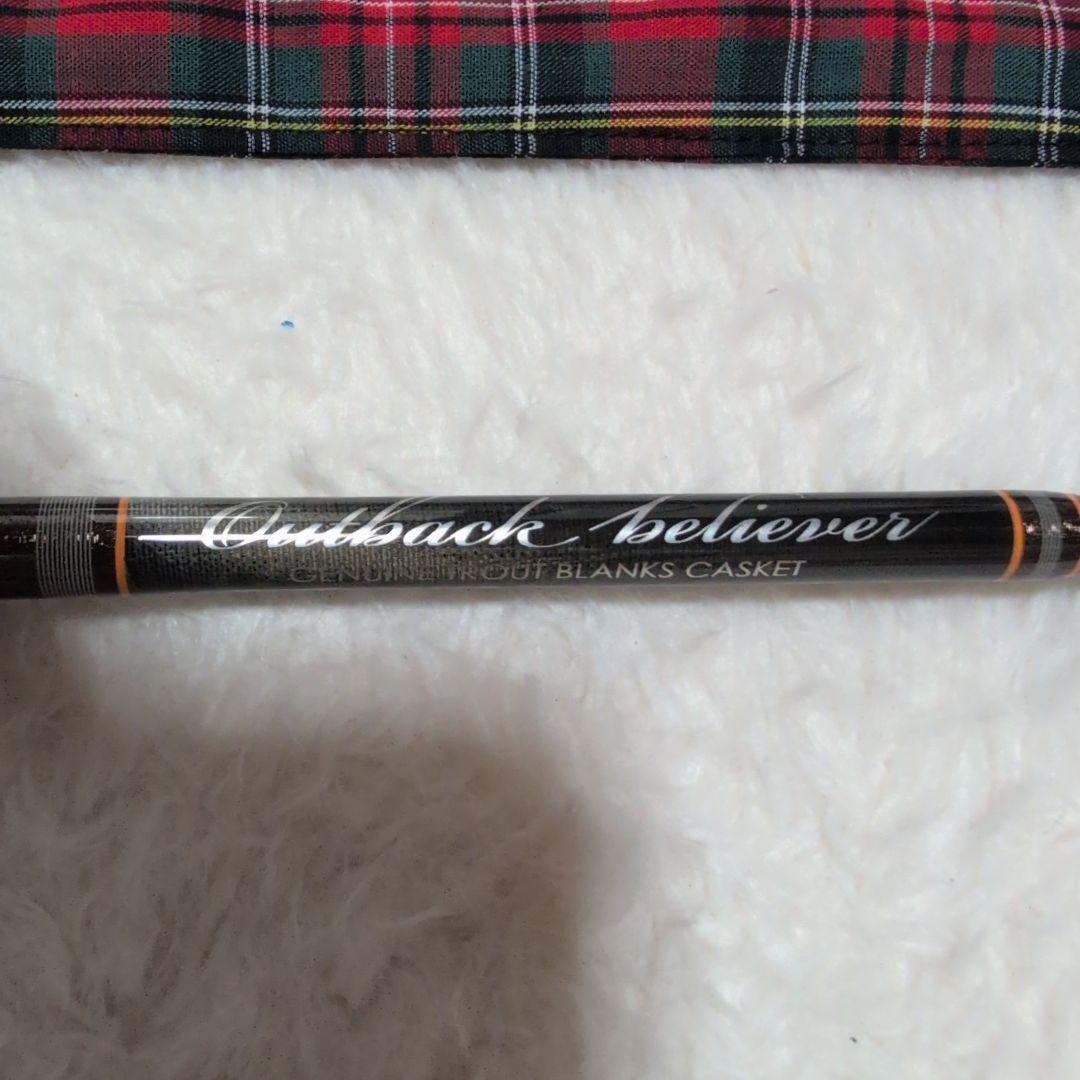 Outback believer
GENUINE TROUT BLANKS CASKET